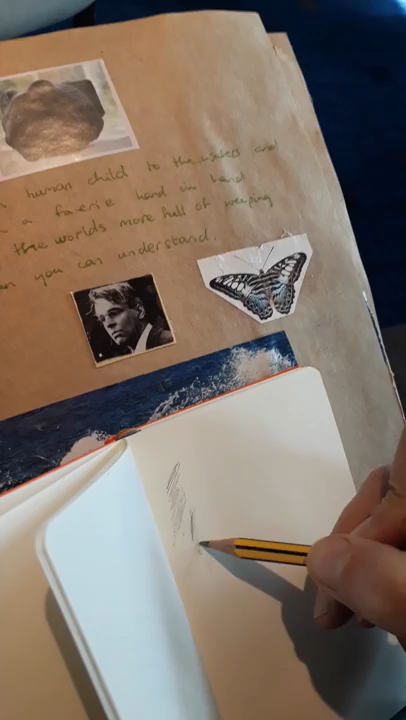 human child to the waters and
a faerie hand in hand
the worlds more full of weeping
you can understand.